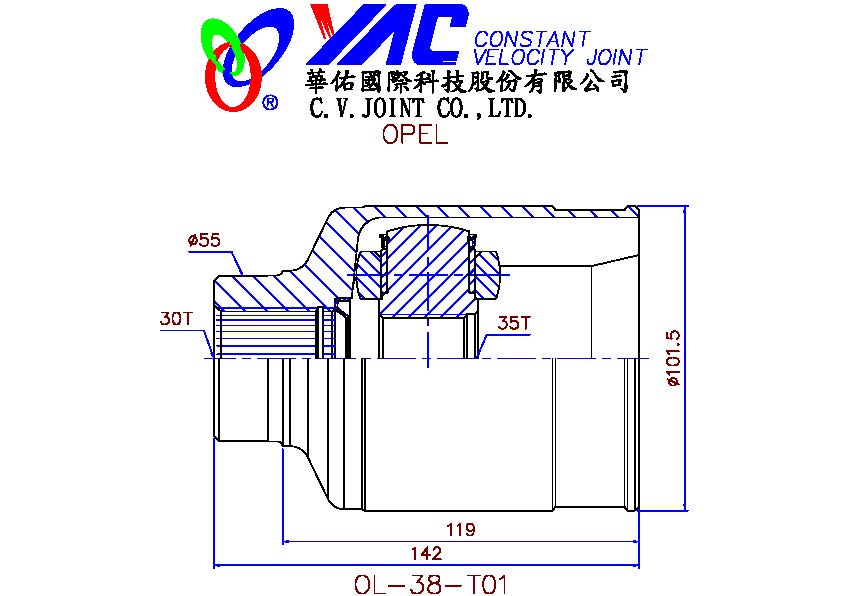 YAC CONSTANT
VELOCITY JOINT
®
華佑國際科技股份有限公司
C.V.JOINT CO.,LTD.
OPEL
ø55
30T
35T
ø101.5
119
142
OL-38-T01